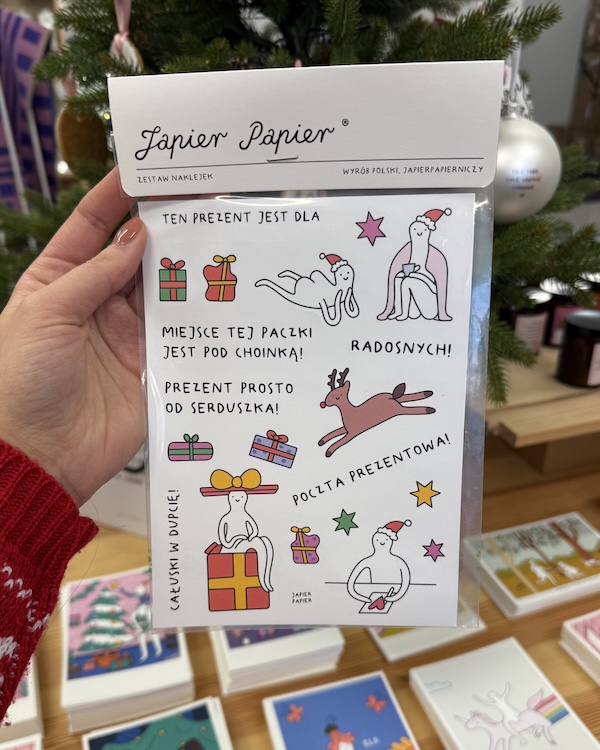 Japier Papier ®
ZESTAW NAKLEJEK
WYRÓB POLSKI, JAPIERPAPIERNICZY
TEN PREZENT JEST DLA
MIEJSCE TEJ PACZKI
JEST POD CHOINKĄ!
RADOSNYCH!
PREZENT PROSTO
OD SERDUSZKA!
POCZTA PREZENTOWA!
CAŁUSKI W DUPCIĘ!
JAPIER
PAPIER